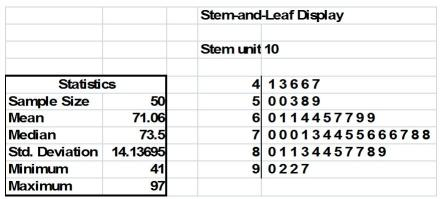 Stem-and-Leaf Display
Stem unit 10
Statistics
Sample Size 50
Mean 71.06
Median 73.5
Std. Deviation 14.13695
Minimum 41
Maximum 97
4 1 3 6 6 7
5 0 0 3 8 9
6 0 1 1 4 4 5 7 7 9 9
7 0 0 0 1 3 4 4 5 5 6 6 6 7 8 8
8 0 1 1 3 4 4 5 7 7 8 9
9 0 2 2 7